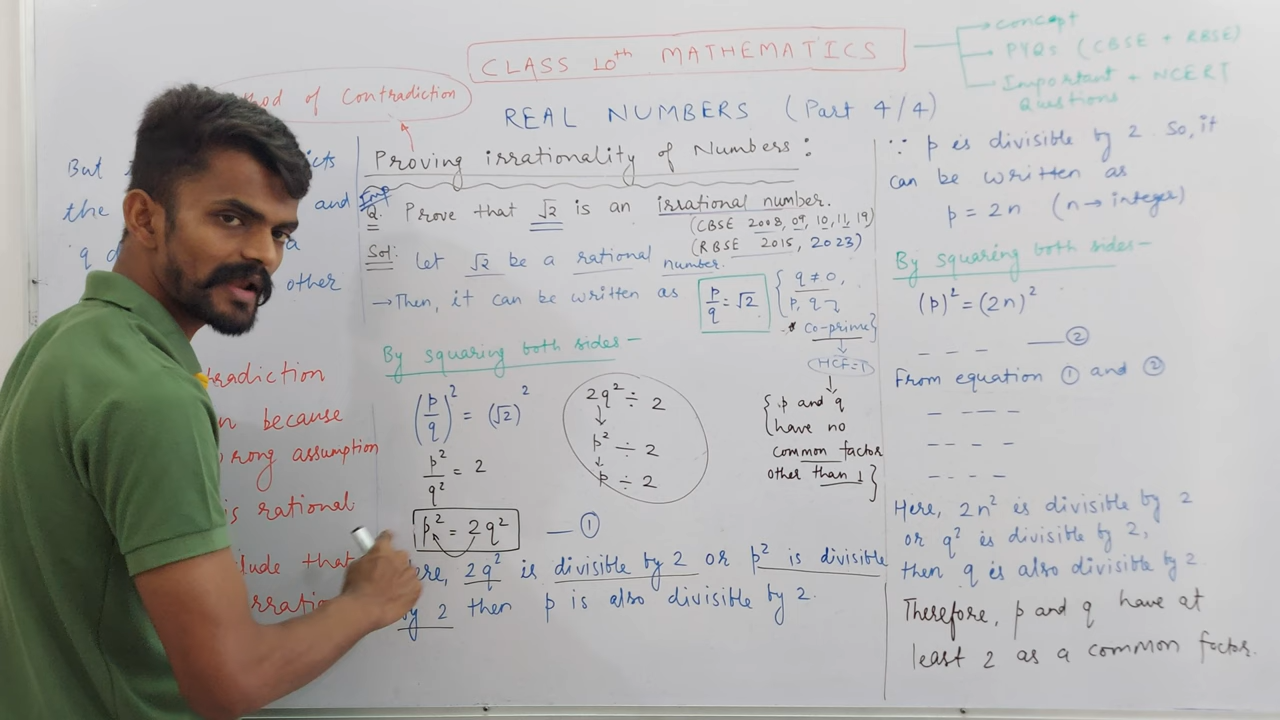 CLASS 10th MATHEMATICS
→ concept
→ PYQs (CBSE + RBSE)
→ Important + NCERT
Questions
of Contradiction
REAL NUMBERS (Part 4/4)
But
the and
q a
other
because
assumption
is rational
that
Proving irrationality of Numbers:
Imp
Q. Prove that √2 is an irrational number.
(CBSE 2008, 09, 10, 11, 19)
(RBSE 2015, 2023)
Sol: Let √2 be a rational number.
→ Then, it can be written as p/q = √2 { q ≠ 0,
p, q →
Co-prime}
↓
HCF=1
↓
{ p and q
have no
common factor
other than 1 }
By squaring both sides –
(p/q)² = (√2)²
p²/q² = 2
p² = 2q² — ①
2q² ÷ 2
↓
p² ÷ 2
↓
p ÷ 2
2q² is divisible by 2 or p² is divisible
by 2 then p is also divisible by 2.
∵ p is divisible by 2. So, it
can be written as
p = 2n (n → integer)
By squaring both sides –
(p)² = (2n)²
_ _ _ — ②
From equation ① and ②
– –– –
–– – –
– –– –
Here, 2n² is divisible by 2
or q² is divisible by 2,
then q is also divisible by 2.
Therefore, p and q have at
least 2 as a common factor.